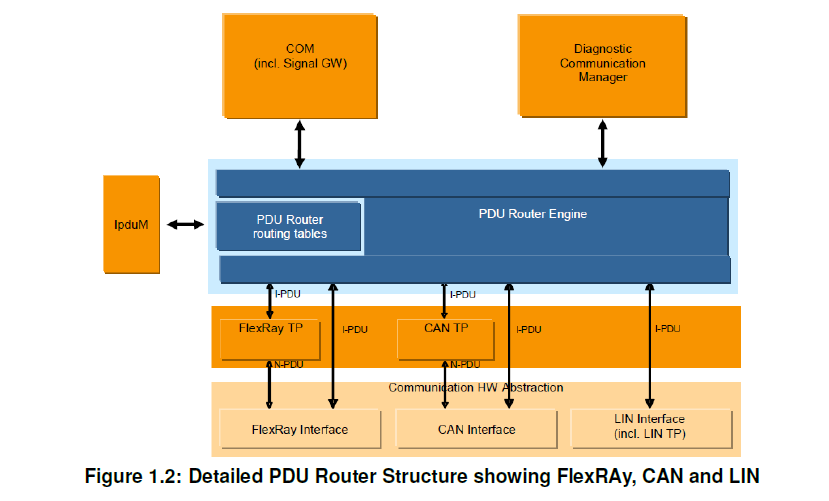 COM
(incl. Signal GW)
Diagnostic
Communication
Manager
IpduM
PDU Router
routing tables
PDU Router Engine
I-PDU
I-PDU
FlexRay TP
I-PDU
CAN TP
I-PDU
I-PDU
N-PDU
N-PDU
Communication HW Abstraction
FlexRay Interface
CAN Interface
LIN Interface
(incl. LIN TP)
Figure 1.2: Detailed PDU Router Structure showing FlexRAy, CAN and LIN